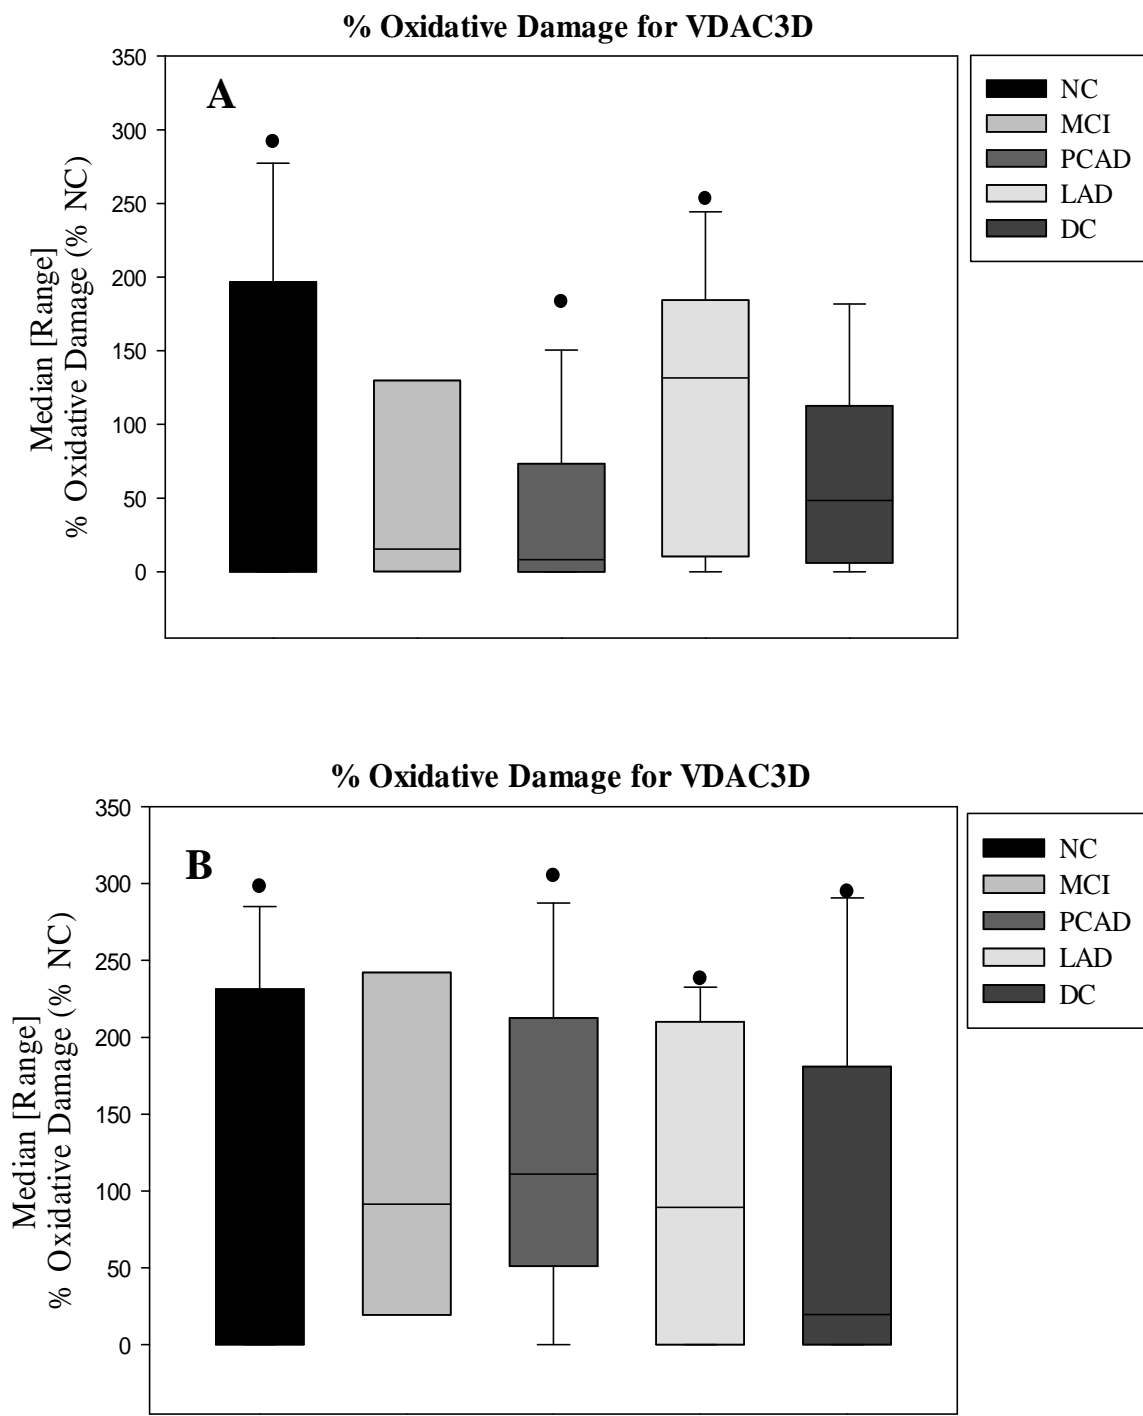 % Oxidative Damage for VDAC3D
A
350
300
250
200
150
100
50
0
Median [Range]
% Oxidative Damage (% NC)
NC
MCI
PCAD
LAD
DC
% Oxidative Damage for VDAC3D
B
350
300
250
200
150
100
50
0
Median [Range]
% Oxidative Damage (% NC)
NC
MCI
PCAD
LAD
DC